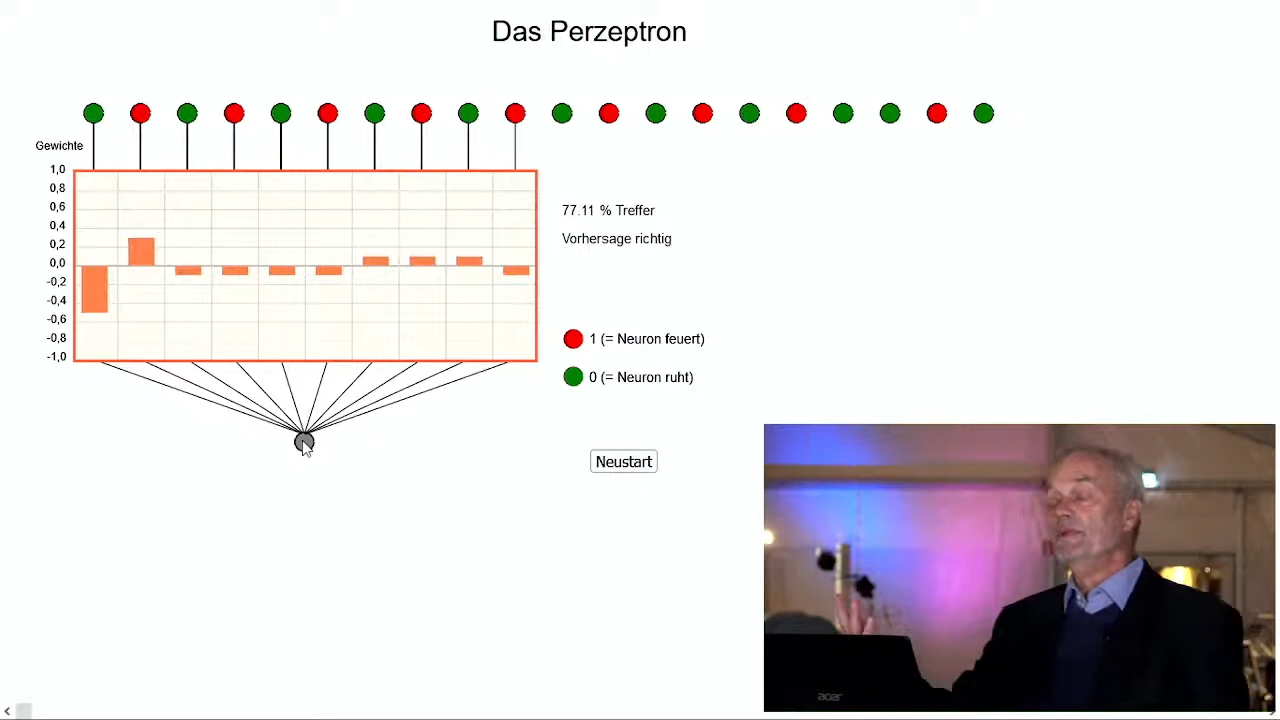 Das Perzeptron
Gewichte
1,0
0,8
0,6
0,4
0,2
0,0
-0,2
-0,4
-0,6
-0,8
-1,0
77.11 % Treffer
Vorhersage richtig
1 (= Neuron feuert)
0 (= Neuron ruht)
Neustart
acer